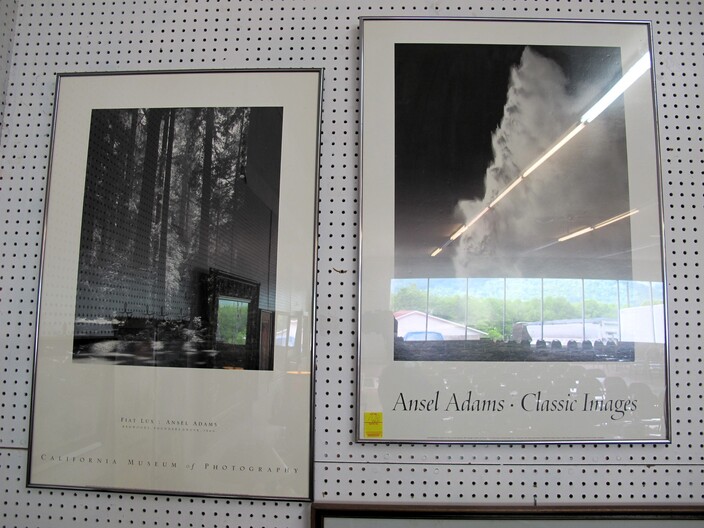 Fiat Lux : Ansel Adams
California Museum of Photography
Ansel Adams · Classic Images